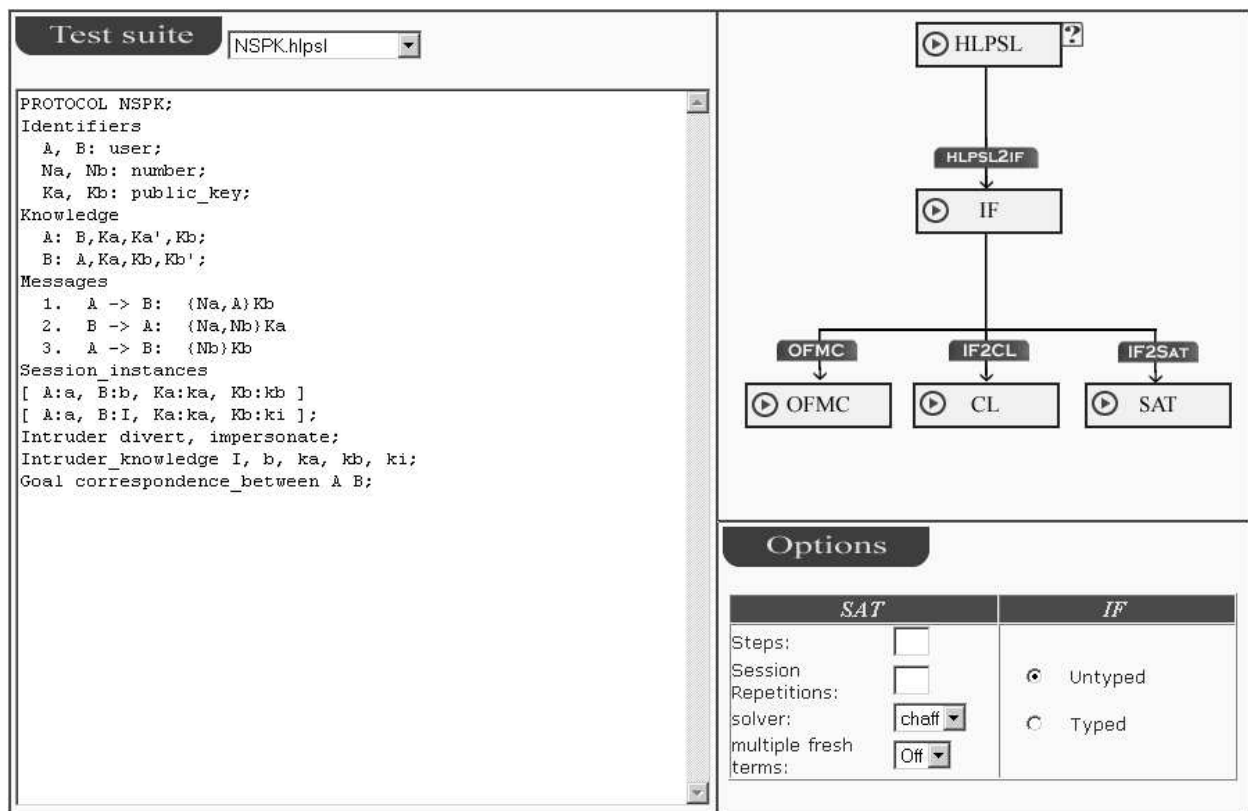 Test suite
NSPK.hlpsl
PROTOCOL NSPK;
Identifiers
A, B: user;
Na, Nb: number;
Ka, Kb: public_key;
Knowledge
A: B,Ka,Ka',Kb;
B: A,Ka,Kb,Kb';
Messages
1. A -> B: {Na,A}Kb
2. B -> A: {Na,Nb}Ka
3. A -> B: {Nb}Kb
Session_instances
[ A:a, B:b, Ka:ka, Kb:kb ]
[ A:a, B:I, Ka:ka, Kb:ki ];
Intruder divert, impersonate;
Intruder_knowledge I, b, ka, kb, ki;
Goal correspondence_between A B;
HLPSL
?
HLPSL2IF
IF
OFMC
IF2CL
IF2SAT
OFMC
CL
SAT
Options
SAT
IF
Steps:
Session
Repetitions:
solver:
chaff
multiple fresh
terms:
Off
Untyped
Typed